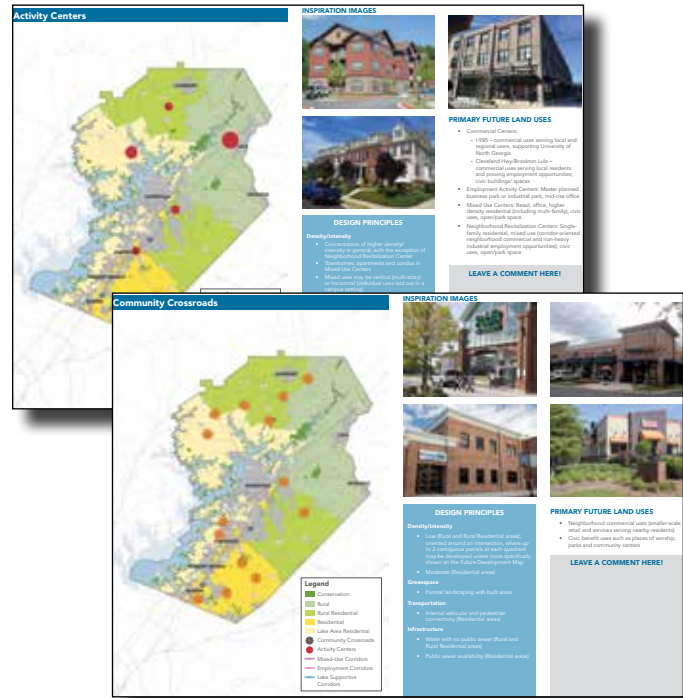 Activity Centers
INSPIRATION IMAGES
PRIMARY FUTURE LAND USES
• Commercial Centers:
- I-985 – commercial uses serving local and
regional uses, supporting University of
North Georgia
- Cleveland Hwy/Brookton Lula –
commercial uses serving local residents
and proving employment opportunities;
civic buildings/ spaces
• Employment Activity Centers: Master planned
business park or industrial park, mid-rise office
• Mixed Use Centers: Retail, office, higher
density residential (including multi-family), civic
uses, open/park space
• Neighborhood Revitalization Centers: Single-
family residential, mixed use (corridor-oriented
neighborhood commercial and non-heavy
industrial employment opportunities), civic
uses, open/park space
DESIGN PRINCIPLES
Density/Intensity
• Concentration of higher density/
intensity in general, with the exception of
Neighborhood Revitalization Center
• Townhomes, apartments and condos in
Mixed Use Centers
• Mixed uses may be vertical (multi-story)
or horizontal (individual uses laid out in a
campus setting)
LEAVE A COMMENT HERE!
Community Crossroads
INSPIRATION IMAGES
Legend
Conservation
Rural
Rural Residential
Residential
Lake Area Residential
Community Crossroads
Activity Centers
Mixed-Use Corridors
Employment Corridors
Lake Supportive
Corridors
DESIGN PRINCIPLES
Density/Intensity
• Low (Rural and Rural Residential areas);
oriented around an intersection, where up
to 2 contiguous parcels at each quadrant
may be developed unless more specifically
shown on the Future Development Map
• Moderate (Residential areas)
Greenspace
• Formal landscaping with built areas
Transportation
• Internal vehicular and pedestrian
connectivity (Residential areas)
Infrastructure
• Water with no public sewer (Rural and
Rural Residential areas)
• Public sewer availability (Residential areas)
PRIMARY FUTURE LAND USES
• Neighborhood commercial uses (smaller-scale
retail and services serving nearby residents)
• Civic benefit uses such as places of worship,
parks and community centers
LEAVE A COMMENT HERE!